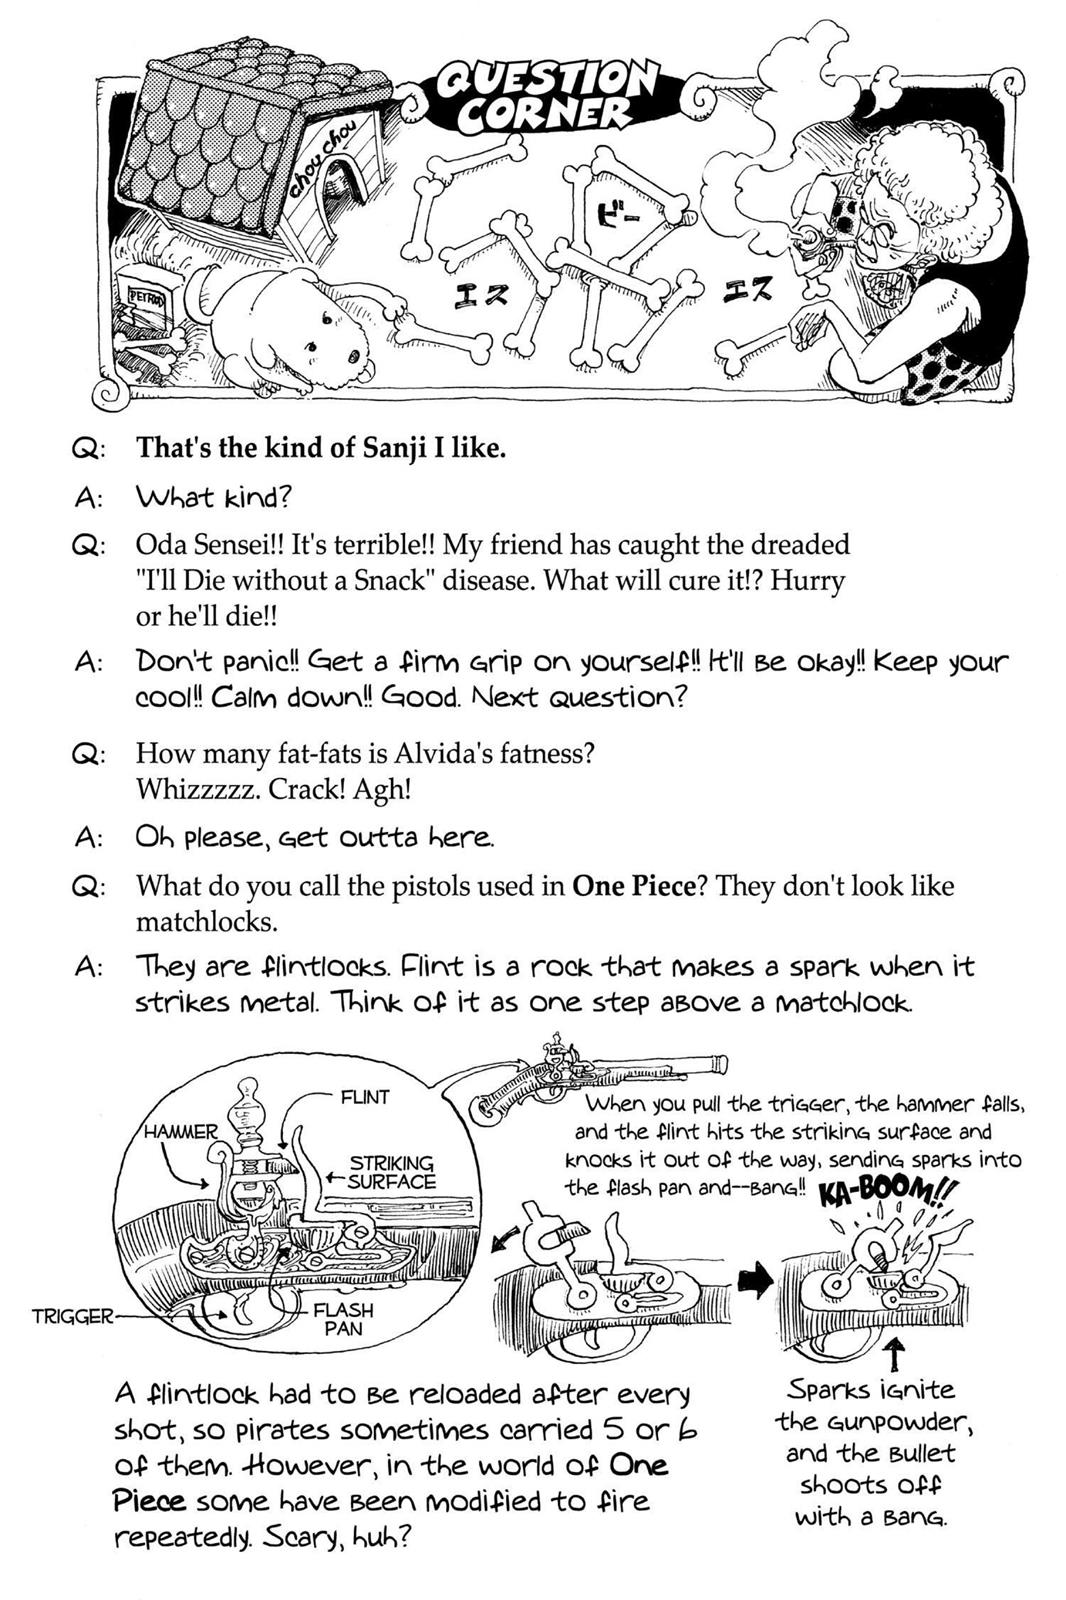 QUESTION
CORNER
chou chou
PETFOOD
エス
ビー
エス
Q: That's the kind of Sanji I like.
A: What kind?
Q: Oda Sensei!! It's terrible!! My friend has caught the dreaded
"I'll Die without a Snack" disease. What will cure it!? Hurry
or he'll die!!
A: Don't panic!! Get a firm grip on yourself!! It'll be okay!! Keep your
cool!! Calm down!! Good. Next question?
Q: How many fat-fats is Alvida's fatness?
Whizzzzz. Crack! Agh!
A: Oh please, get outta here.
Q: What do you call the pistols used in One Piece? They don't look like
matchlocks.
A: They are flintlocks. Flint is a rock that makes a spark when it
strikes metal. Think of it as one step above a matchlock.
FLINT
HAMMER
STRIKING
SURFACE
TRIGGER
FLASH
PAN
When you pull the trigger, the hammer falls,
and the flint hits the striking surface and
knocks it out of the way, sending sparks into
the flash pan and--bang!!
KA-BOOM!!
Sparks ignite
the gunpowder,
and the bullet
shoots off
with a bang.
A flintlock had to be reloaded after every
shot, so pirates sometimes carried 5 or 6
of them. However, in the world of One
Piece some have been modified to fire
repeatedly. Scary, huh?